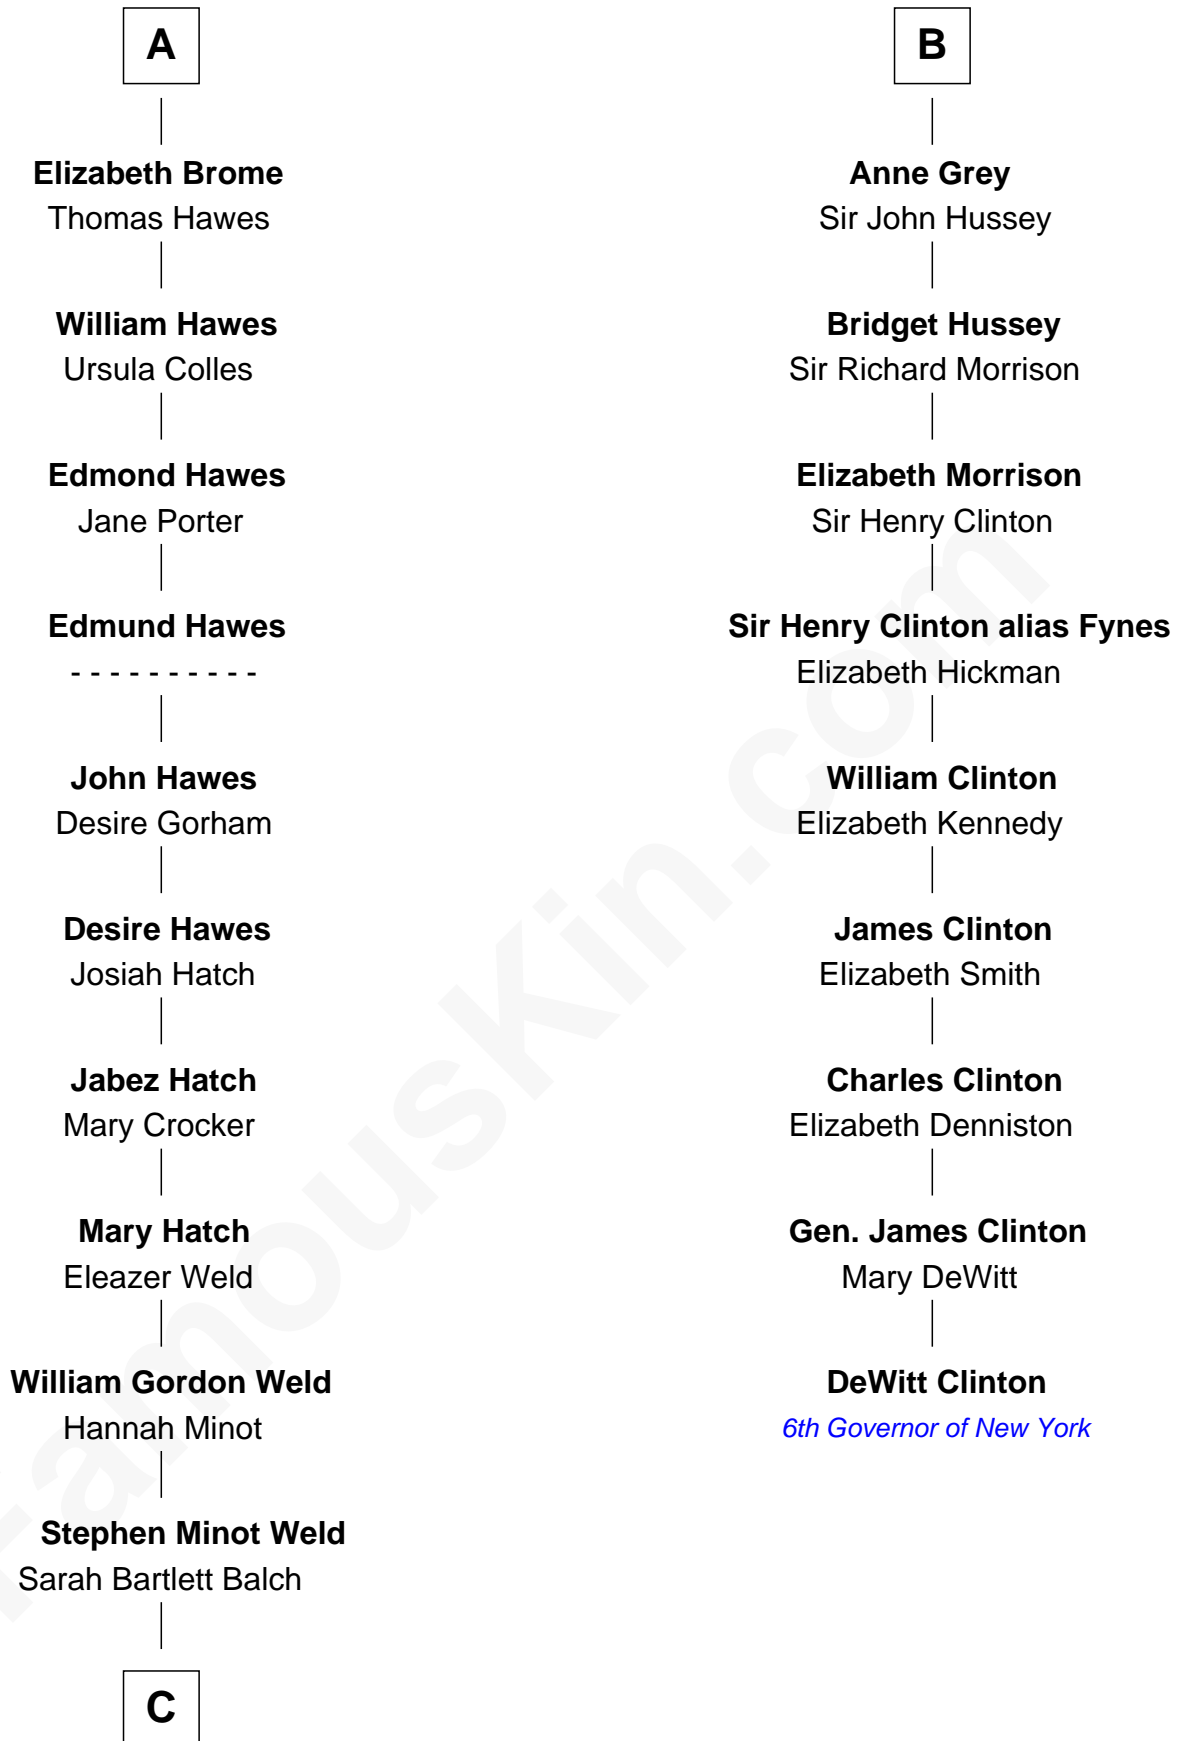 A
Elizabeth Brome
Thomas Hawes
William Hawes
Ursula Colles
Edmond Hawes
Jane Porter
Edmund Hawes
- - - - - - - - - -
John Hawes
Desire Gorham
Desire Hawes
Josiah Hatch
Jabez Hatch
Mary Crocker
Mary Hatch
Eleazer Weld
William Gordon Weld
Hannah Minot
Stephen Minot Weld
Sarah Bartlett Balch
C
B
Anne Grey
Sir John Hussey
Bridget Hussey
Sir Richard Morrison
Elizabeth Morrison
Sir Henry Clinton
Sir Henry Clinton alias Fynes
Elizabeth Hickman
William Clinton
Elizabeth Kennedy
James Clinton
Elizabeth Smith
Charles Clinton
Elizabeth Denniston
Gen. James Clinton
Mary DeWitt
DeWitt Clinton
6th Governor of New York
FamousKin.com